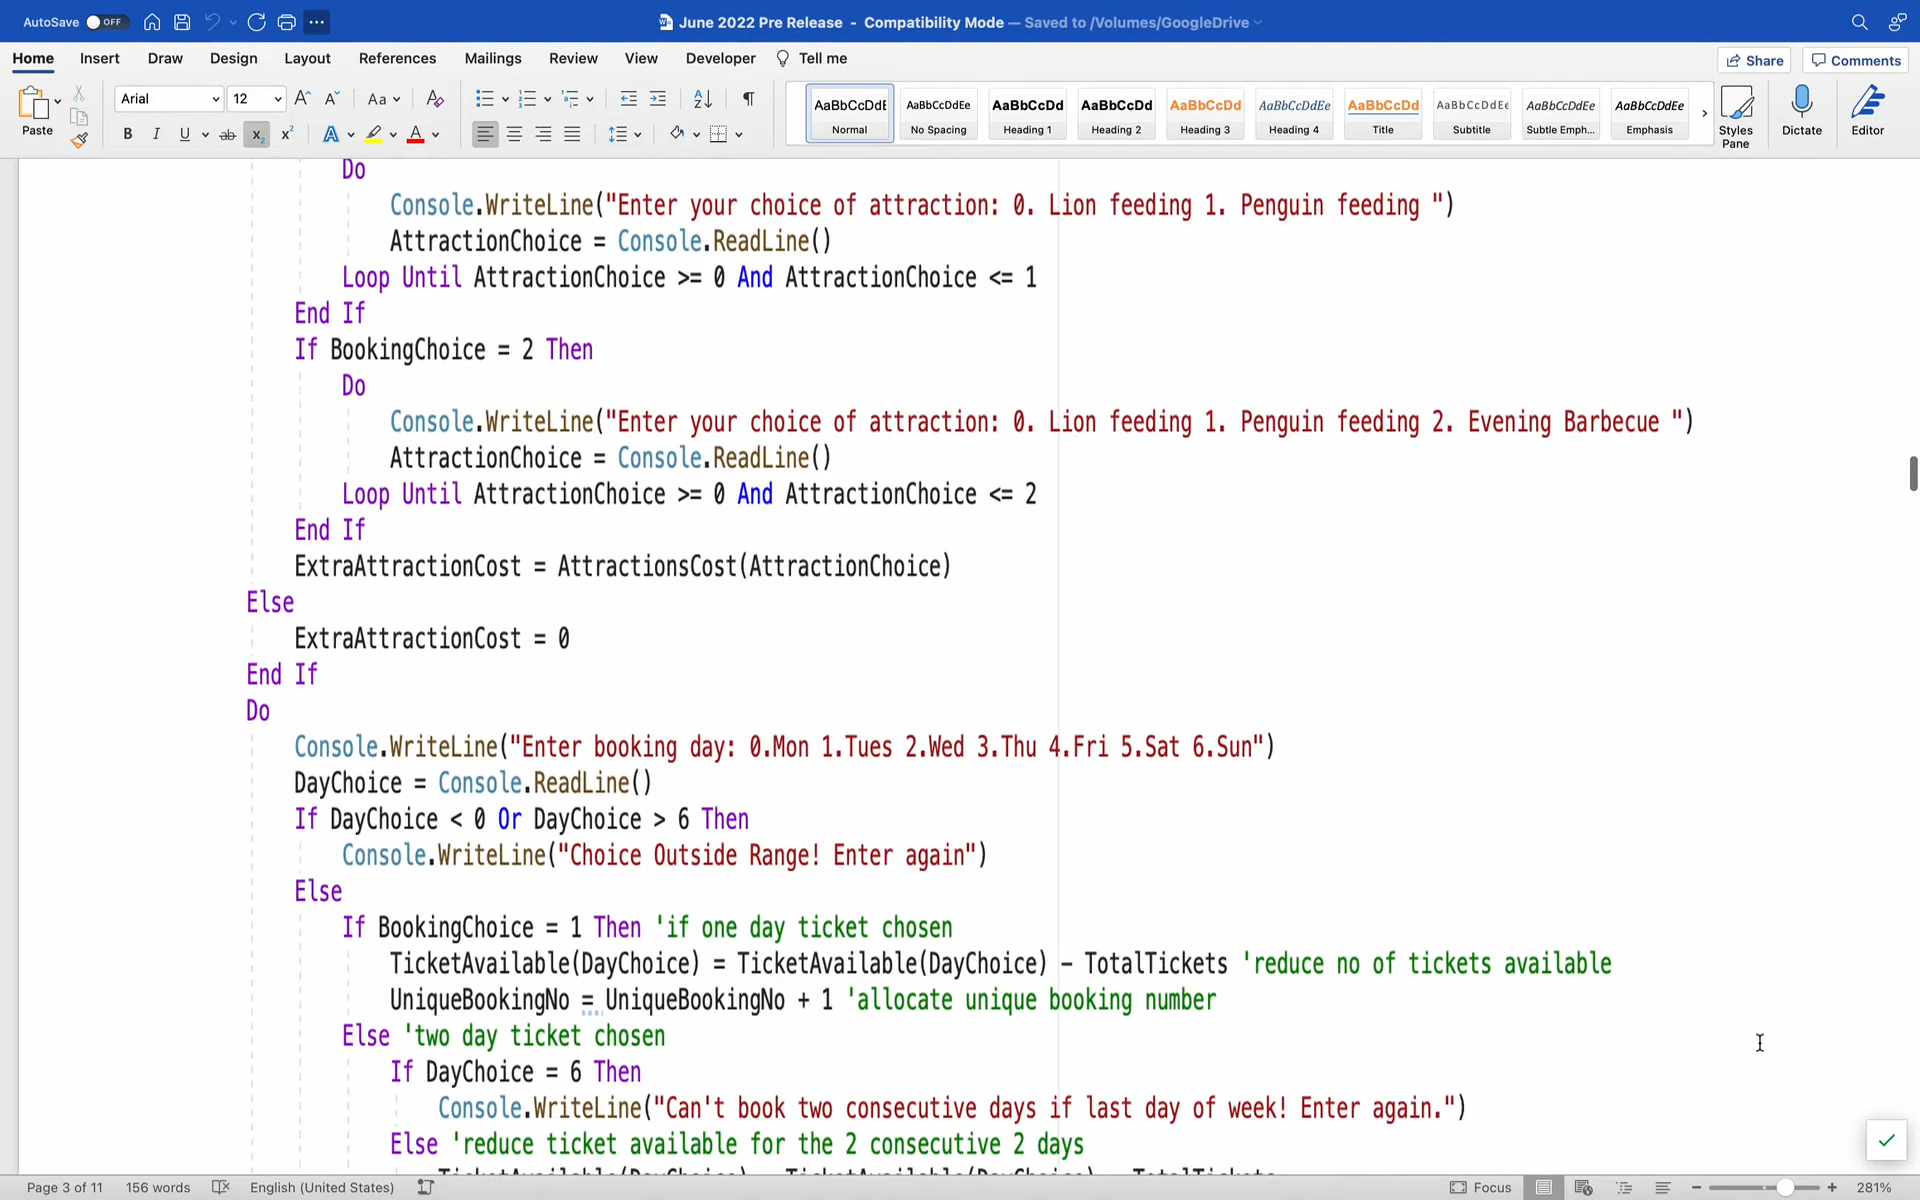 AutoSave OFF
June 2022 Pre Release - Compatibility Mode — Saved to /Volumes/GoogleDrive
Home Insert Draw Design Layout References Mailings Review View Developer Tell me
Share Comments
Paste
Arial 12
AaBbCcDdE AaBbCcDdEe AaBbCcDd AaBbCcDd AaBbCcDd AaBbCcDdEe AaBbCcDd AaBbCcDdEe AaBbCcDdEe AaBbCcDdEe
Normal No Spacing Heading 1 Heading 2 Heading 3 Heading 4 Title Subtitle Subtle Emph... Emphasis
Styles Pane
Dictate
Editor
Do
Console.WriteLine("Enter your choice of attraction: 0. Lion feeding 1. Penguin feeding ")
AttractionChoice = Console.ReadLine()
Loop Until AttractionChoice >= 0 And AttractionChoice <= 1
End If
If BookingChoice = 2 Then
Do
Console.WriteLine("Enter your choice of attraction: 0. Lion feeding 1. Penguin feeding 2. Evening Barbecue ")
AttractionChoice = Console.ReadLine()
Loop Until AttractionChoice >= 0 And AttractionChoice <= 2
End If
ExtraAttractionCost = AttractionsCost(AttractionChoice)
Else
ExtraAttractionCost = 0
End If
Do
Console.WriteLine("Enter booking day: 0.Mon 1.Tues 2.Wed 3.Thu 4.Fri 5.Sat 6.Sun")
DayChoice = Console.ReadLine()
If DayChoice < 0 Or DayChoice > 6 Then
Console.WriteLine("Choice Outside Range! Enter again")
Else
If BookingChoice = 1 Then 'if one day ticket chosen
TicketAvailable(DayChoice) = TicketAvailable(DayChoice) - TotalTickets 'reduce no of tickets available
UniqueBookingNo = UniqueBookingNo + 1 'allocate unique booking number
Else 'two day ticket chosen
If DayChoice = 6 Then
Console.WriteLine("Can't book two consecutive days if last day of week! Enter again.")
Else 'reduce ticket available for the 2 consecutive 2 days
TicketAvailable(DayChoice) = TicketAvailable(DayChoice) - TotalTickets
Page 3 of 11 156 words English (United States) Focus 281%